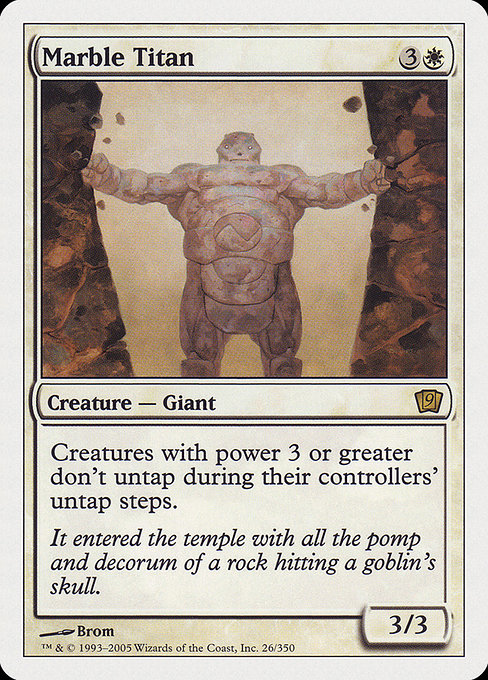 Marble Titan 3
Creature — Giant 9
Creatures with power 3 or greater
don't untap during their controllers'
untap steps.
It entered the temple with all the pomp
and decorum of a rock hitting a goblin's
skull.
3/3
Brom
™ & © 1993–2005 Wizards of the Coast, Inc. 26/350